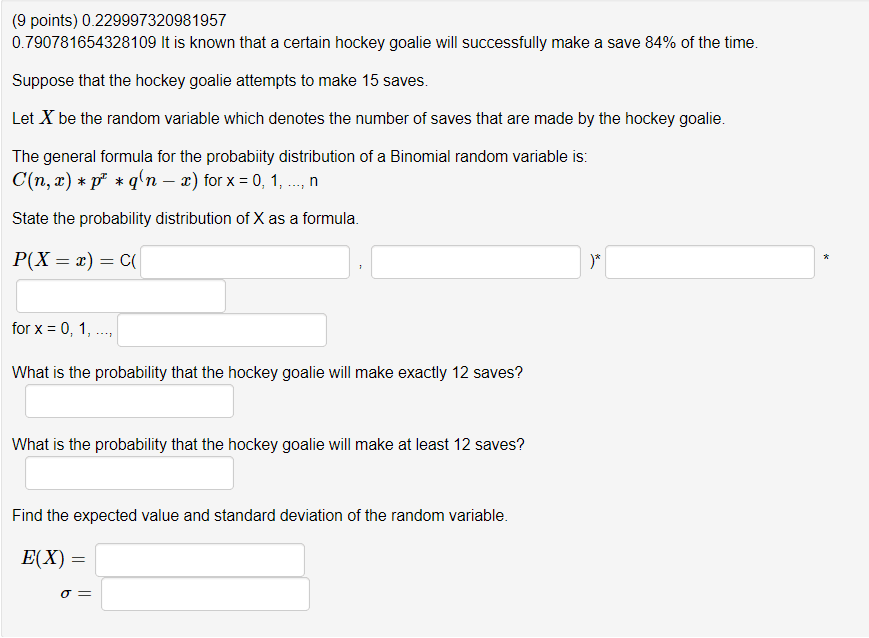 (9 points) 0.229997320981957
0.790781654328109 It is known that a certain hockey goalie will successfully make a save 84% of the time.
Suppose that the hockey goalie attempts to make 15 saves.
Let X be the random variable which denotes the number of saves that are made by the hockey goalie.
The general formula for the probabiity distribution of a Binomial random variable is:
C(n, x) * p^x * q^(n − x) for x = 0, 1, ..., n
State the probability distribution of X as a formula.
P(X = x) = C( , )* *
for x = 0, 1, ...,
What is the probability that the hockey goalie will make exactly 12 saves?
What is the probability that the hockey goalie will make at least 12 saves?
Find the expected value and standard deviation of the random variable.
E(X) =
σ =